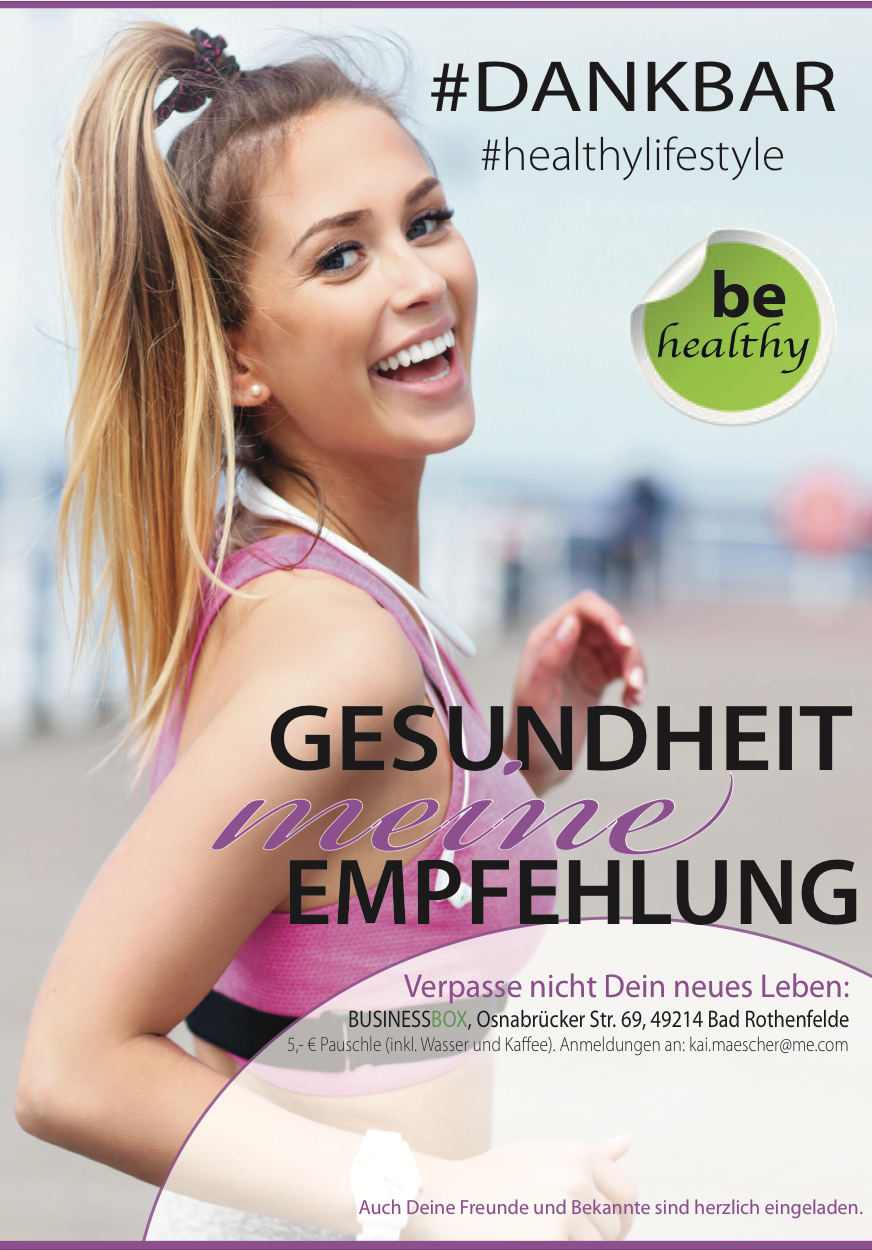 #DANKBAR
#healthylifestyle
be
healthy
GESUNDHEIT
meine
EMPFEHLUNG
Verpasse nicht Dein neues Leben:
BUSINESSBOX, Osnabrücker Str. 69, 49214 Bad Rothenfelde
5,- € Pauschle (inkl. Wasser und Kaffee). Anmeldungen an: kai.maescher@me.com
Auch Deine Freunde und Bekannte sind herzlich eingeladen.